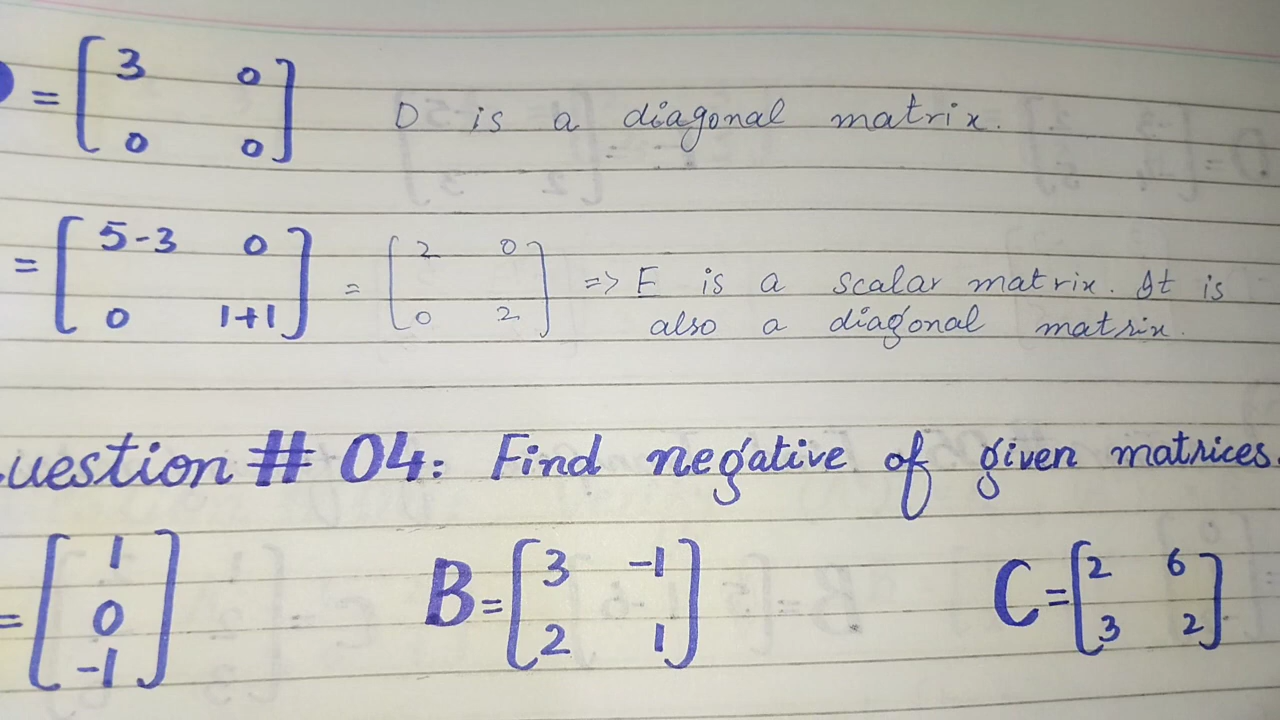 = [ 3 0
0 0 ] D is a diagonal matrix.
= [ 5-3 0
0 1+1 ] = [ 2 0
0 2 ] => E is a scalar matrix. It is
also a diagonal matrix.
uestion # 04: Find negative of given matrices.
= [ 1
0
-1 ] B = [ 3 -1
2 1 ] C = [ 2 6
3 2 ]